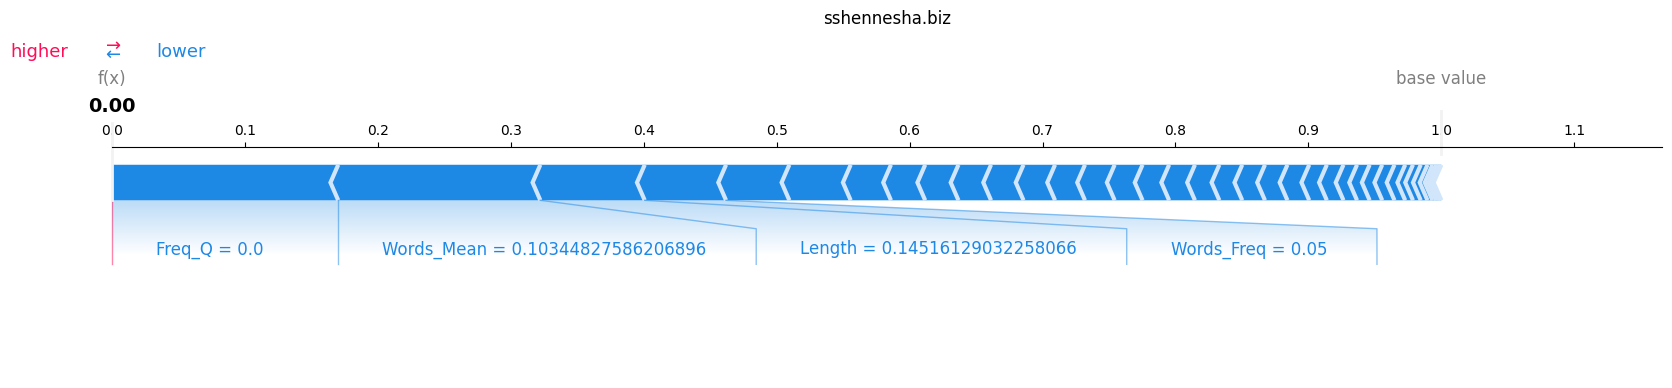 sshennesha.biz
higher ⇄ lower
f(x) base value
0.00
0.0 0.1 0.2 0.3 0.4 0.5 0.6 0.7 0.8 0.9 1.0 1.1
Freq_Q = 0.0 Words_Mean = 0.10344827586206896 Length = 0.14516129032258066 Words_Freq = 0.05